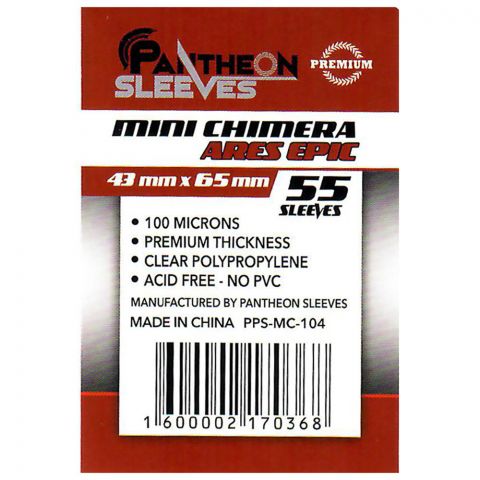 PANTHEON
SLEEVES
PREMIUM
MINI CHIMERA
ARES EPIC
43 mm x 65 mm
55
SLEEVES
• 100 MICRONS
• PREMIUM THICKNESS
• CLEAR POLYPROPYLENE
• ACID FREE - NO PVC
MANUFACTURED BY PANTHEON SLEEVES
MADE IN CHINA PPS-MC-104
1 600002 170368